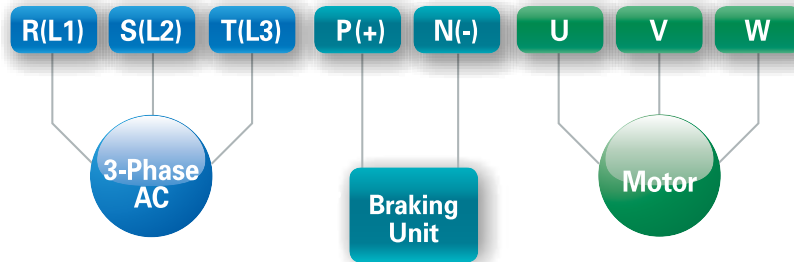 R(L1) S(L2) T(L3) P(+) N(-) U V W
3-Phase
AC
Braking
Unit
Motor